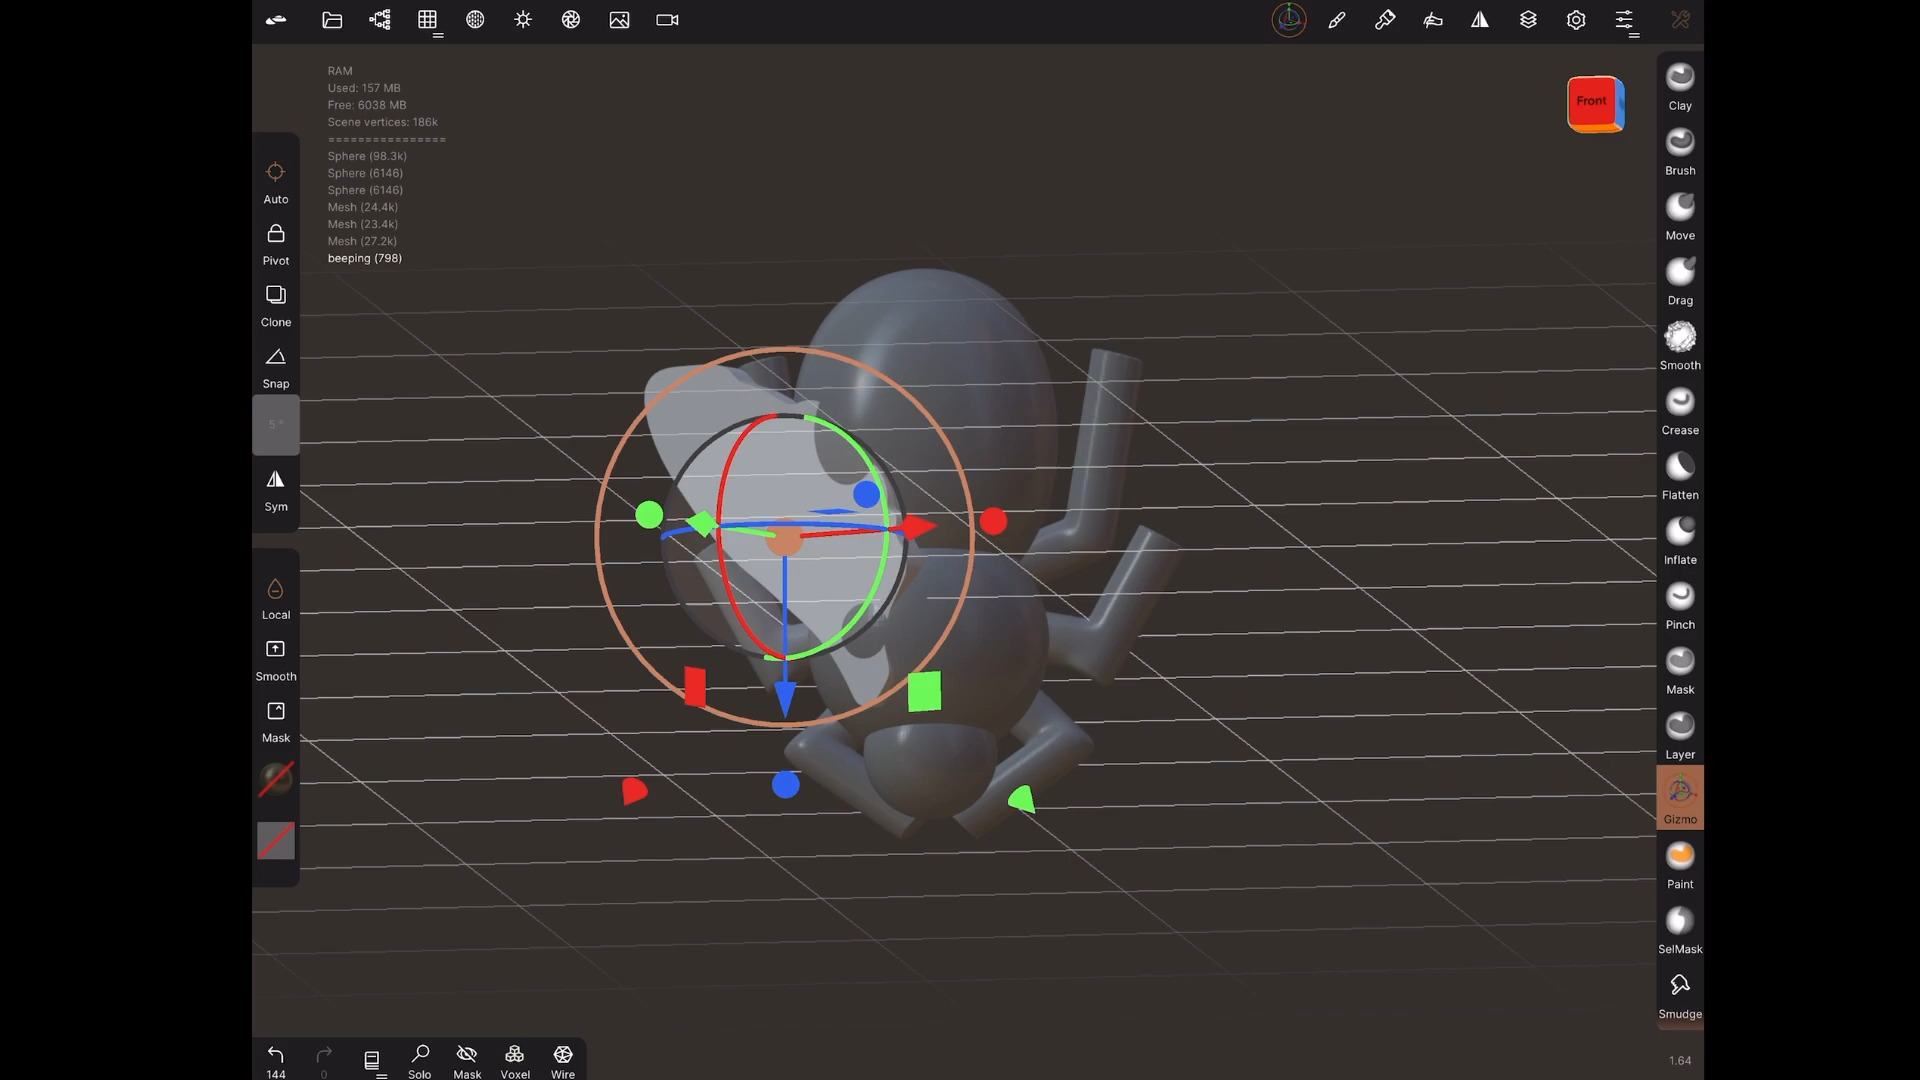 RAM
Used: 157 MB
Free: 6038 MB
Scene vertices: 186k
================
Sphere (98.3k)
Sphere (6146)
Sphere (6146)
Mesh (24.4k)
Mesh (23.4k)
Mesh (27.2k)
beeping (798)
Front
Auto
Pivot
Clone
Snap
5 °
Sym
Local
Smooth
Mask
Clay
Brush
Move
Drag
Smooth
Crease
Flatten
Inflate
Pinch
Mask
Layer
Gizmo
Paint
SelMask
Smudge
144
0
Solo
Mask
Voxel
Wire
1.64